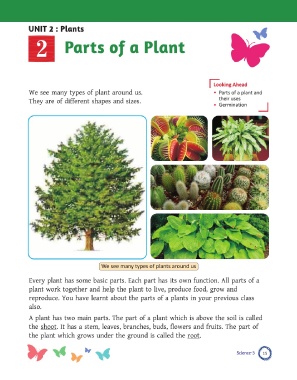 UNIT 2 : Plants
2 Parts of a Plant
Looking Ahead
• Parts of a plant and
their uses
• Germination
We see many types of plant around us.
They are of different shapes and sizes.
We see many types of plants around us
Every plant has some basic parts. Each part has its own function. All parts of a
plant work together and help the plant to live, produce food, grow and
reproduce. You have learnt about the parts of a plants in your previous class
also.
A plant has two main parts. The part of a plant which is above the soil is called
the shoot. It has a stem, leaves, branches, buds, flowers and fruits. The part of
the plant which grows under the ground is called the root.
Science-5